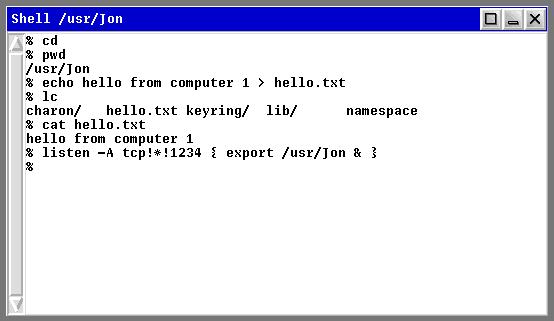 Shell /usr/Jon
% cd
% pwd
/usr/Jon
% echo hello from computer 1 > hello.txt
% lc
charon/   hello.txt keyring/  lib/      namespace
% cat hello.txt
hello from computer 1
% listen -A tcp!*!1234 { export /usr/Jon & }
%